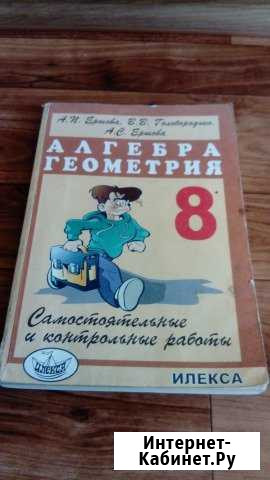 А.П. Ершова, В.В. Голобородько,
А.С. Ершова
АЛГЕБРА
ГЕОМЕТРИЯ
8
Самостоятельные
и контрольные работы
ИЛЕКСА
ИЛЕКСА
Интернет-
Кабинет.Ру